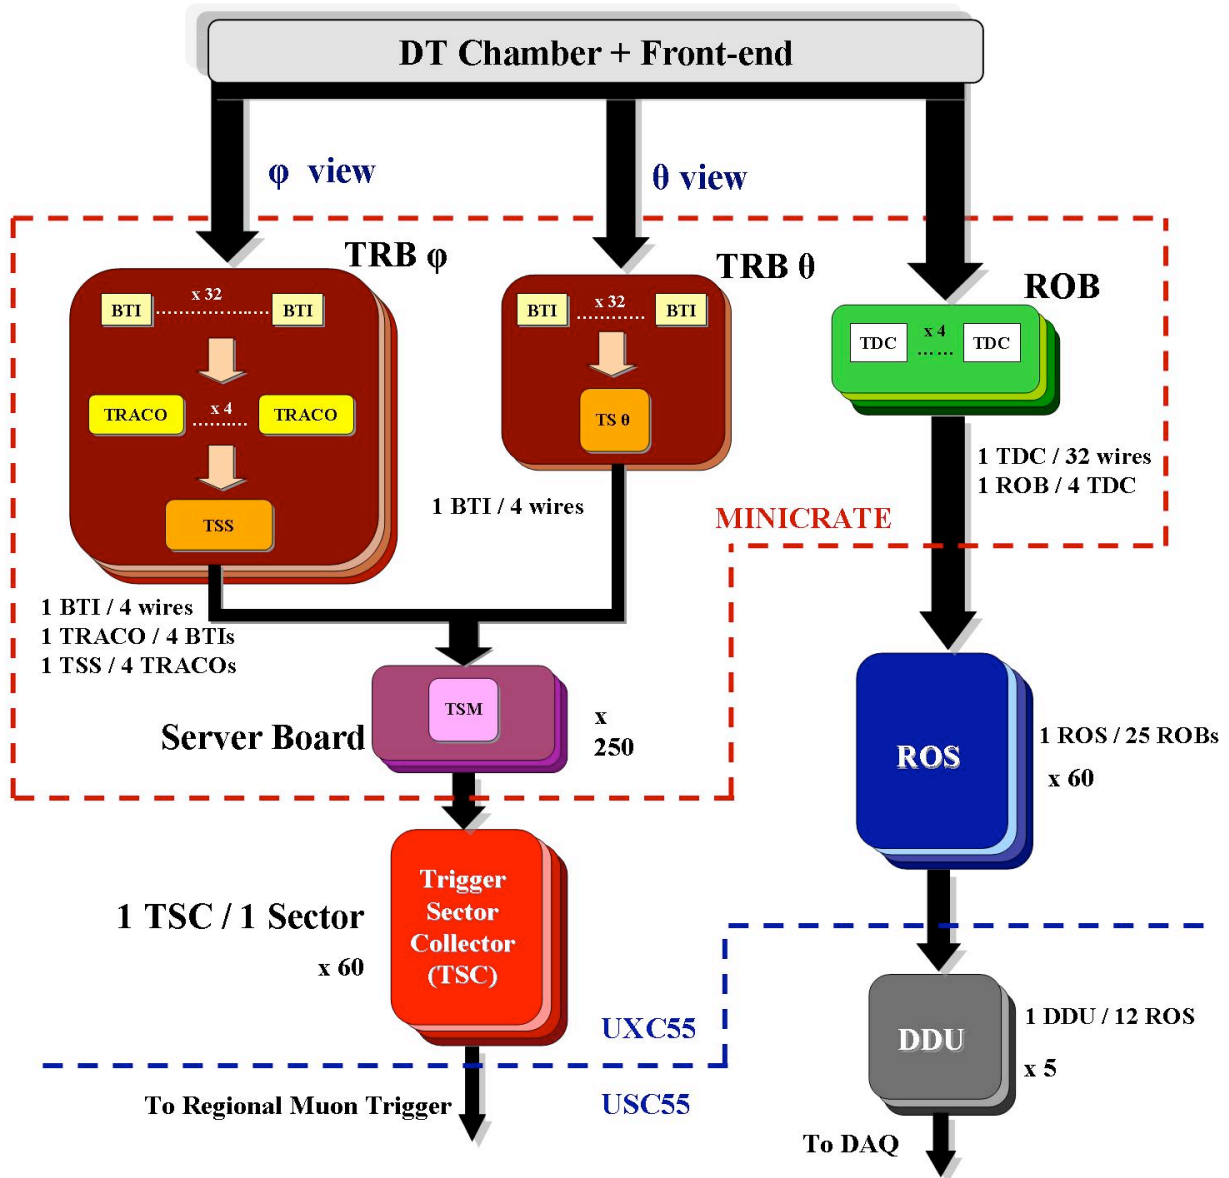 DT Chamber + Front-end
φ view
θ view
TRB φ
x 32
BTI ..................... BTI
x 4
TRACO ........ TRACO
TSS
TRB θ
x 32
BTI ............. BTI
TS θ
ROB
x 4
TDC ... ... TDC
1 TDC / 32 wires
1 ROB / 4 TDC
1 BTI / 4 wires
MINICRATE
1 BTI / 4 wires
1 TRACO / 4 BTIs
1 TSS / 4 TRACOs
TSM
Server Board
x
250
ROS
1 ROS / 25 ROBs
x 60
Trigger
Sector
Collector
(TSC)
1 TSC / 1 Sector
x 60
UXC55
DDU
1 DDU / 12 ROS
x 5
To Regional Muon Trigger
USC55
To DAQ